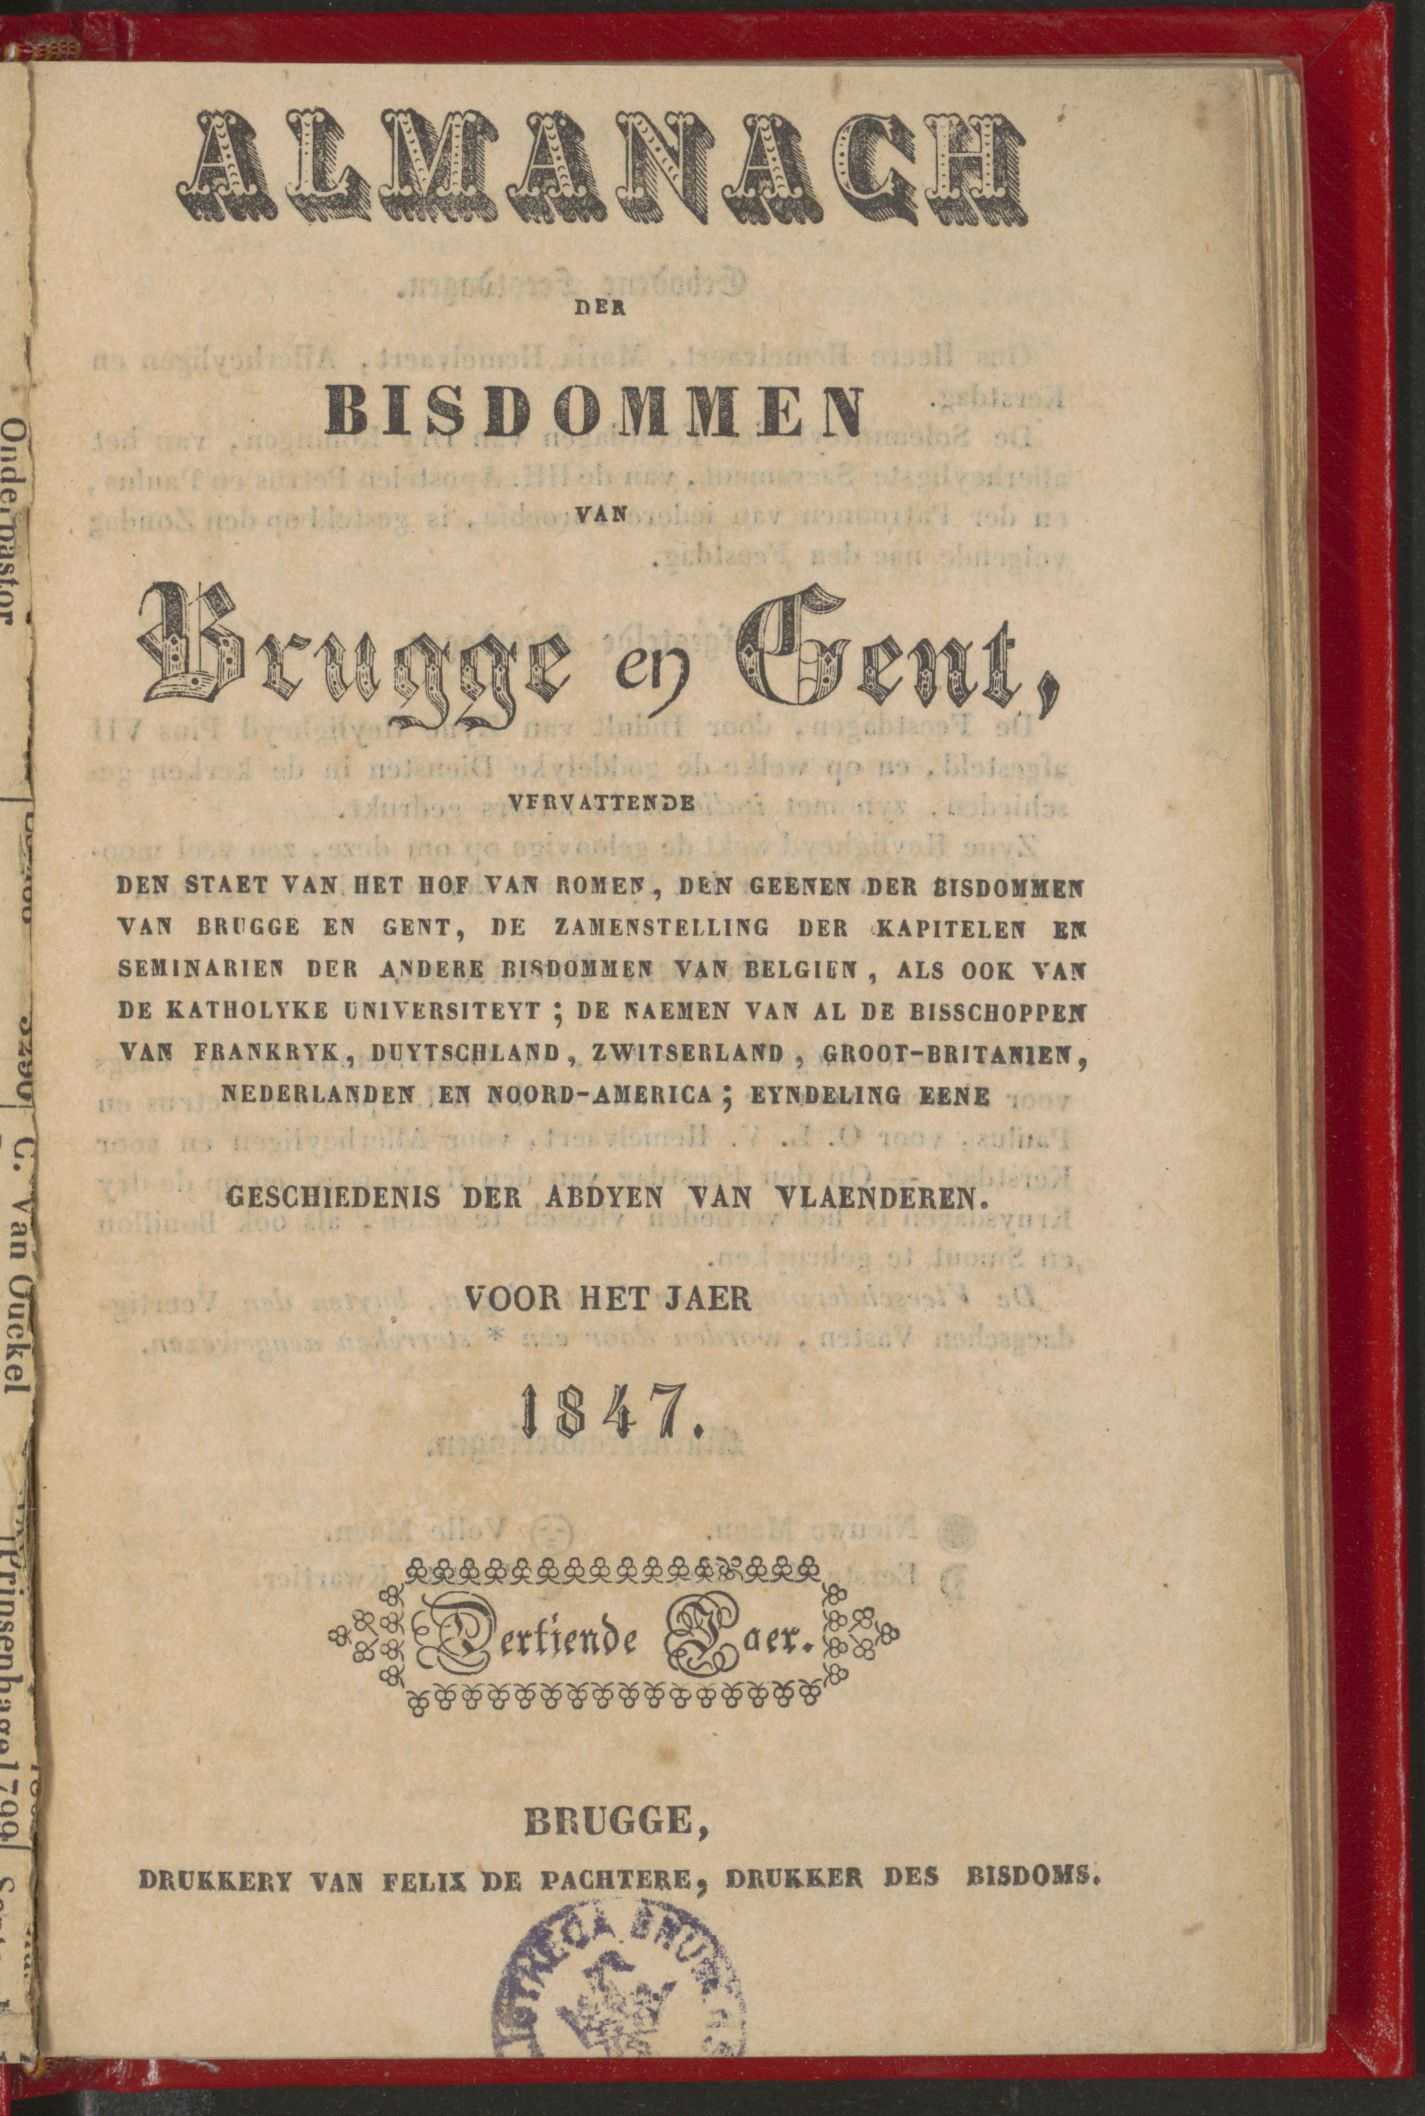 ALMANACH
DER
BISDOMMEN
VAN
Brugge en Gent,
VERVATTENDE
DEN STAET VAN HET HOF VAN ROMEN, DEN GEENEN DER BISDOMMEN
VAN BRUGGE EN GENT, DE ZAMENSTELLING DER KAPITELEN EN
SEMINARIEN DER ANDERE BISDOMMEN VAN BELGIEN, ALS OOK VAN
DE KATHOLYKE UNIVERSITEYT; DE NAEMEN VAN AL DE BISSCHOPPEN
VAN FRANKRYK, DUYTSCHLAND, ZWITSERLAND, GROOT-BRITANIEN,
NEDERLANDEN EN NOORD-AMERICA; EYNDELING EENE
GESCHIEDENIS DER ABDYEN VAN VLAENDEREN.
VOOR HET JAER
1847.
Dertiende Jaer.
BRUGGE,
DRUKKERY VAN FELIX DE PACHTERE, DRUKKER DES BISDOMS.
Onderpastor
C. Van Ouckel